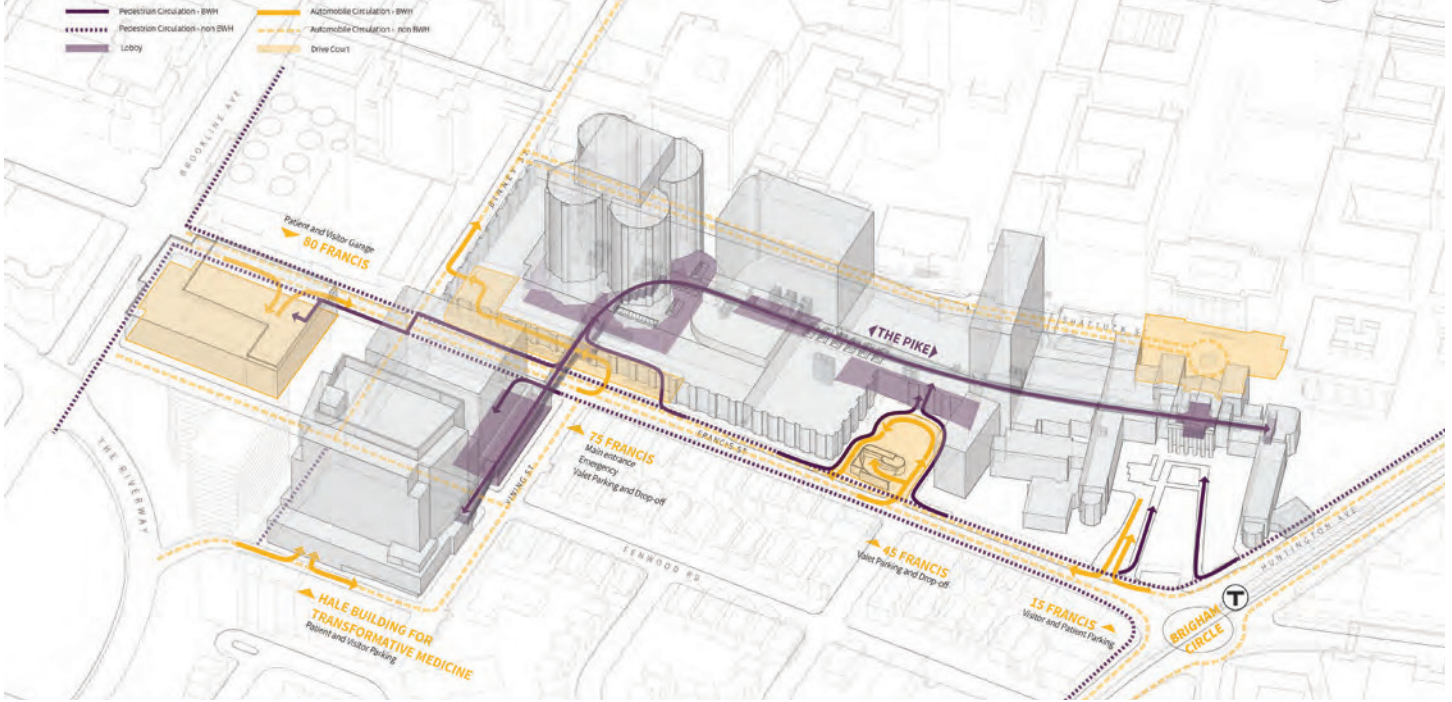 Pedestrian Circulation - BWH
Automobile Circulation - BWH
Pedestrian Circulation - non BWH
Automobile Circulation - non BWH
Lobby
Drive Court
BROOKLINE AVE
BINNEY ST.
Patient and Visitor Garage
80 FRANCIS
THE PIKE
SHATTUCK S
THE RIVERWAY
VINING ST.
FRANCIS ST.
75 FRANCIS
Main entrance
Emergency
Valet Parking and Drop-off
FENWOOD RD
45 FRANCIS
Valet Parking and Drop-off
HUNTINGTON AVE
15 FRANCIS
Visitor and Patient Parking
T
BRIGHAM
CIRCLE
HALE BUILDING FOR
TRANSFORMATIVE MEDICINE
Patient and Visitor Parking